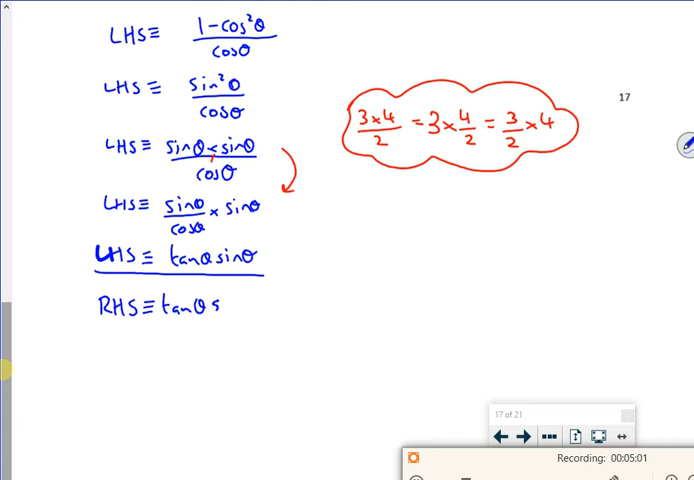 LHS ≡ 1-cos²θ / cosθ
LHS ≡ sin²θ / cosθ
LHS ≡ sinθ × sinθ / cosθ
LHS ≡ sinθ / cosθ × sinθ
LHS ≡ tanθ sinθ
RHS ≡ tanθ s
3×4 / 2 = 3 × 4 / 2 = 3 / 2 × 4
17
17 of 21
Recording: 00:05:01